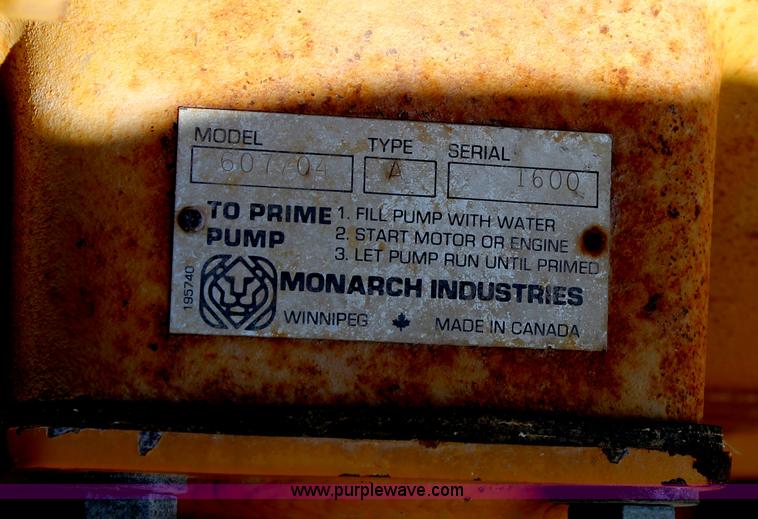 MODEL TYPE SERIAL
607704 A 1600
TO PRIME PUMP
1. FILL PUMP WITH WATER
2. START MOTOR OR ENGINE
3. LET PUMP RUN UNTIL PRIMED
195740
MONARCH INDUSTRIES
WINNIPEG MADE IN CANADA
www.purplewave.com